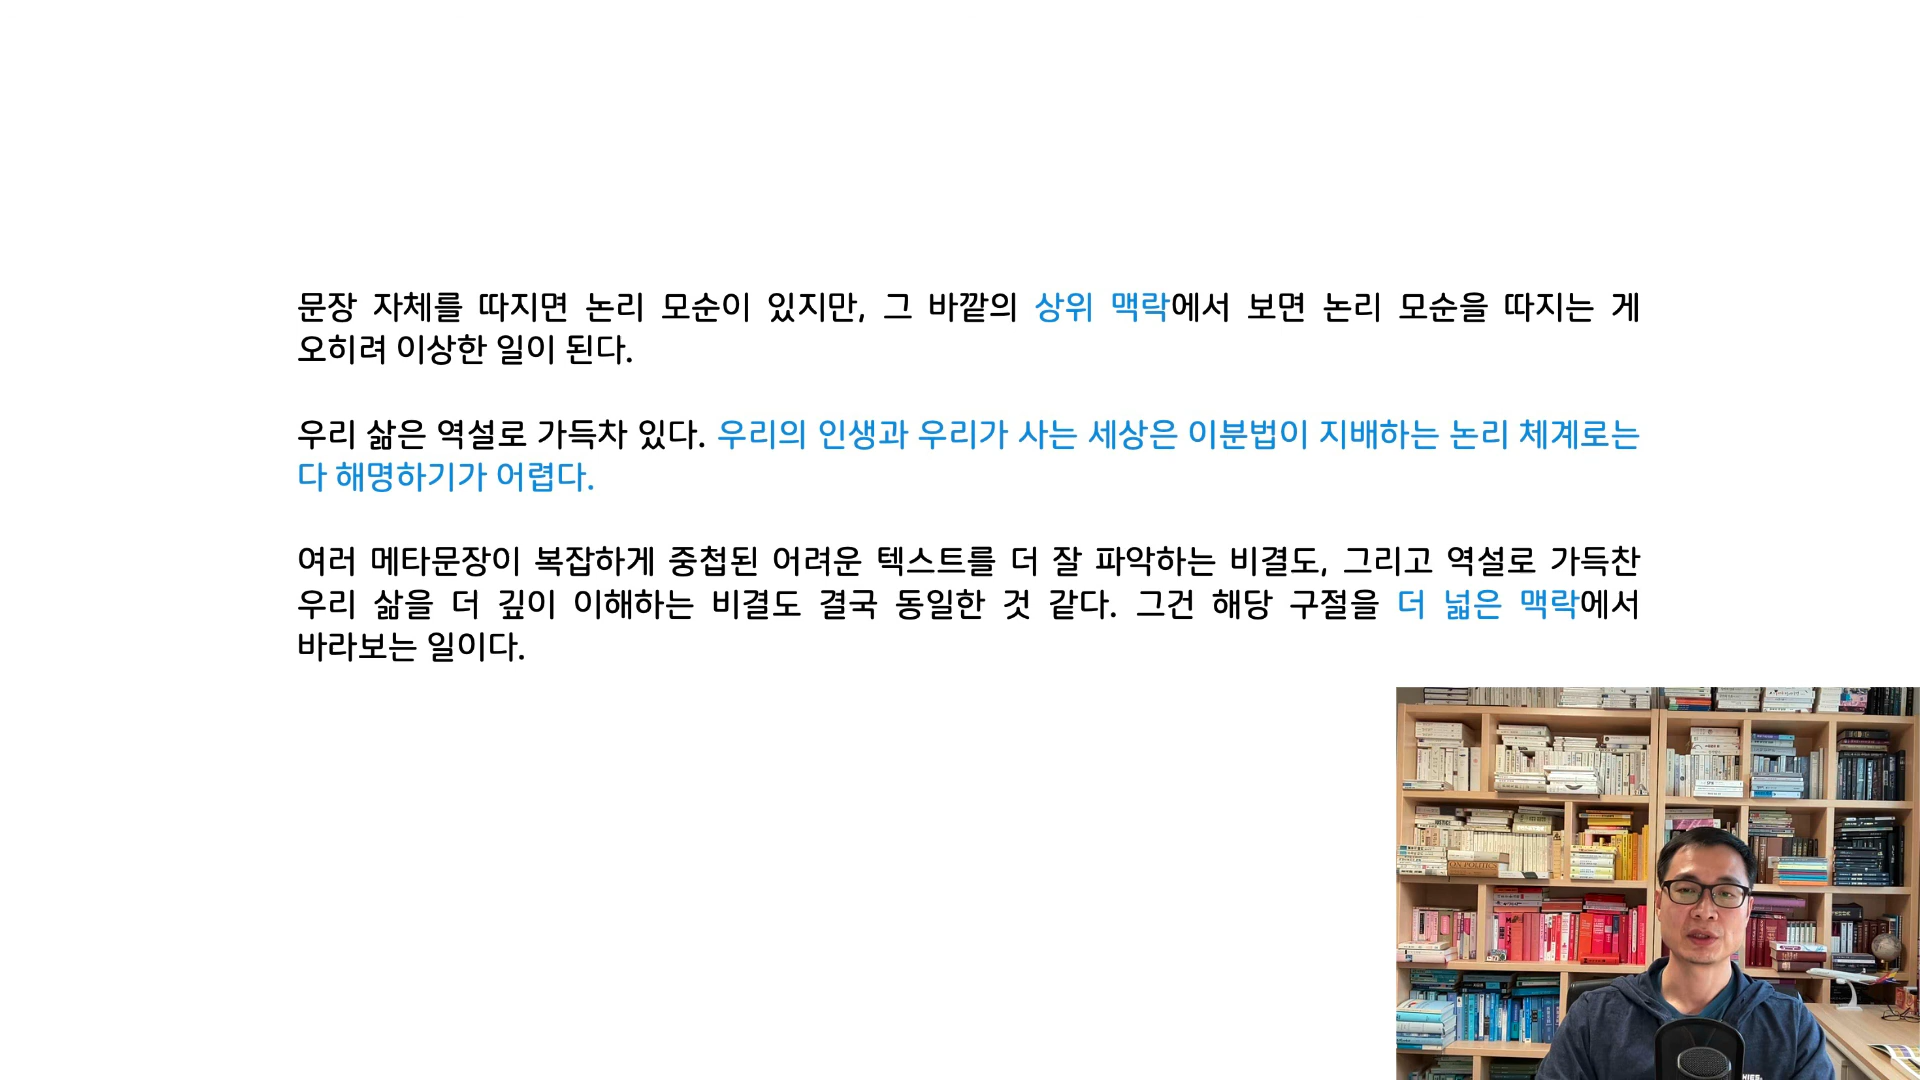 문장 자체를 따지면 논리 모순이 있지만, 그 바깥의 상위 맥락에서 보면 논리 모순을 따지는 게
오히려 이상한 일이 된다.
우리 삶은 역설로 가득차 있다. 우리의 인생과 우리가 사는 세상은 이분법이 지배하는 논리 체계로는
다 해명하기가 어렵다.
여러 메타문장이 복잡하게 중첩된 어려운 텍스트를 더 잘 파악하는 비결도, 그리고 역설로 가득찬
우리 삶을 더 깊이 이해하는 비결도 결국 동일한 것 같다. 그건 해당 구절을 더 넓은 맥락에서
바라보는 일이다.
ON POLITICS